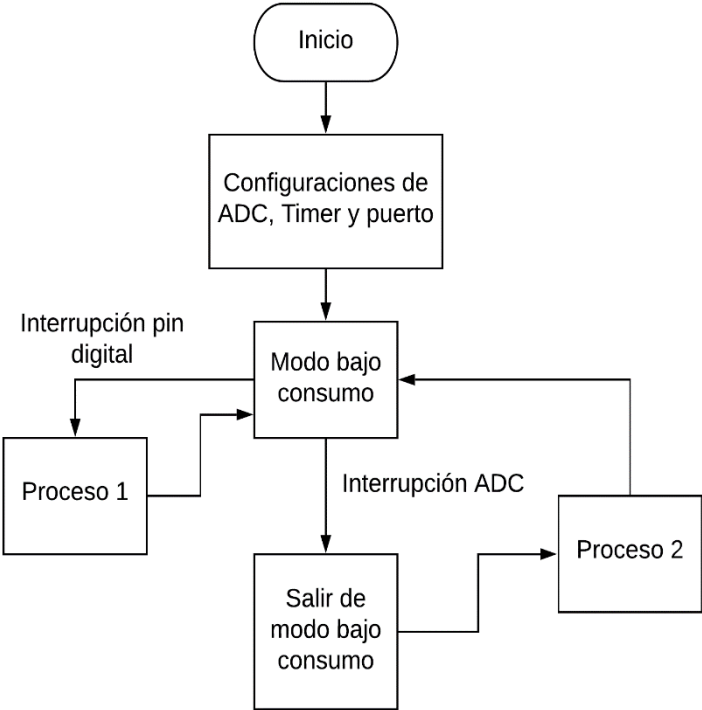 Inicio
Configuraciones de
ADC, Timer y puerto
Interrupción pin
digital
Modo bajo
consumo
Proceso 1
Interrupción ADC
Proceso 2
Salir de
modo bajo
consumo